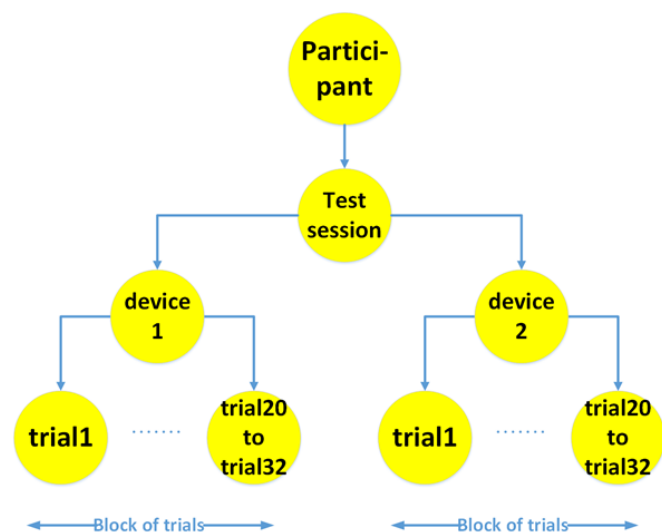 Partici-
pant
Test
session
device
1
device
2
trial1
.......
trial20
to
trial32
trial1
.......
trial20
to
trial32
Block of trials
Block of trials